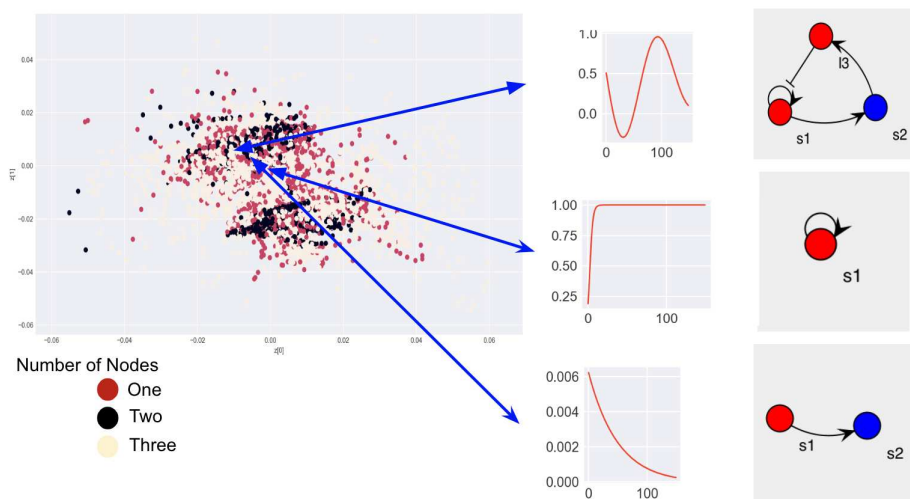 0.04
0.02
0.00
−0.02
−0.04
−0.06
z[1]
−0.06
−0.04
−0.02
0.00
0.02
0.04
0.06
z[0]
Number of Nodes
One
Two
Three
1.0
0.5
0.0
0
100
l3
s1
s2
1.00
0.75
0.50
0.25
0
100
s1
0.006
0.004
0.002
0.000
0
100
s1
s2